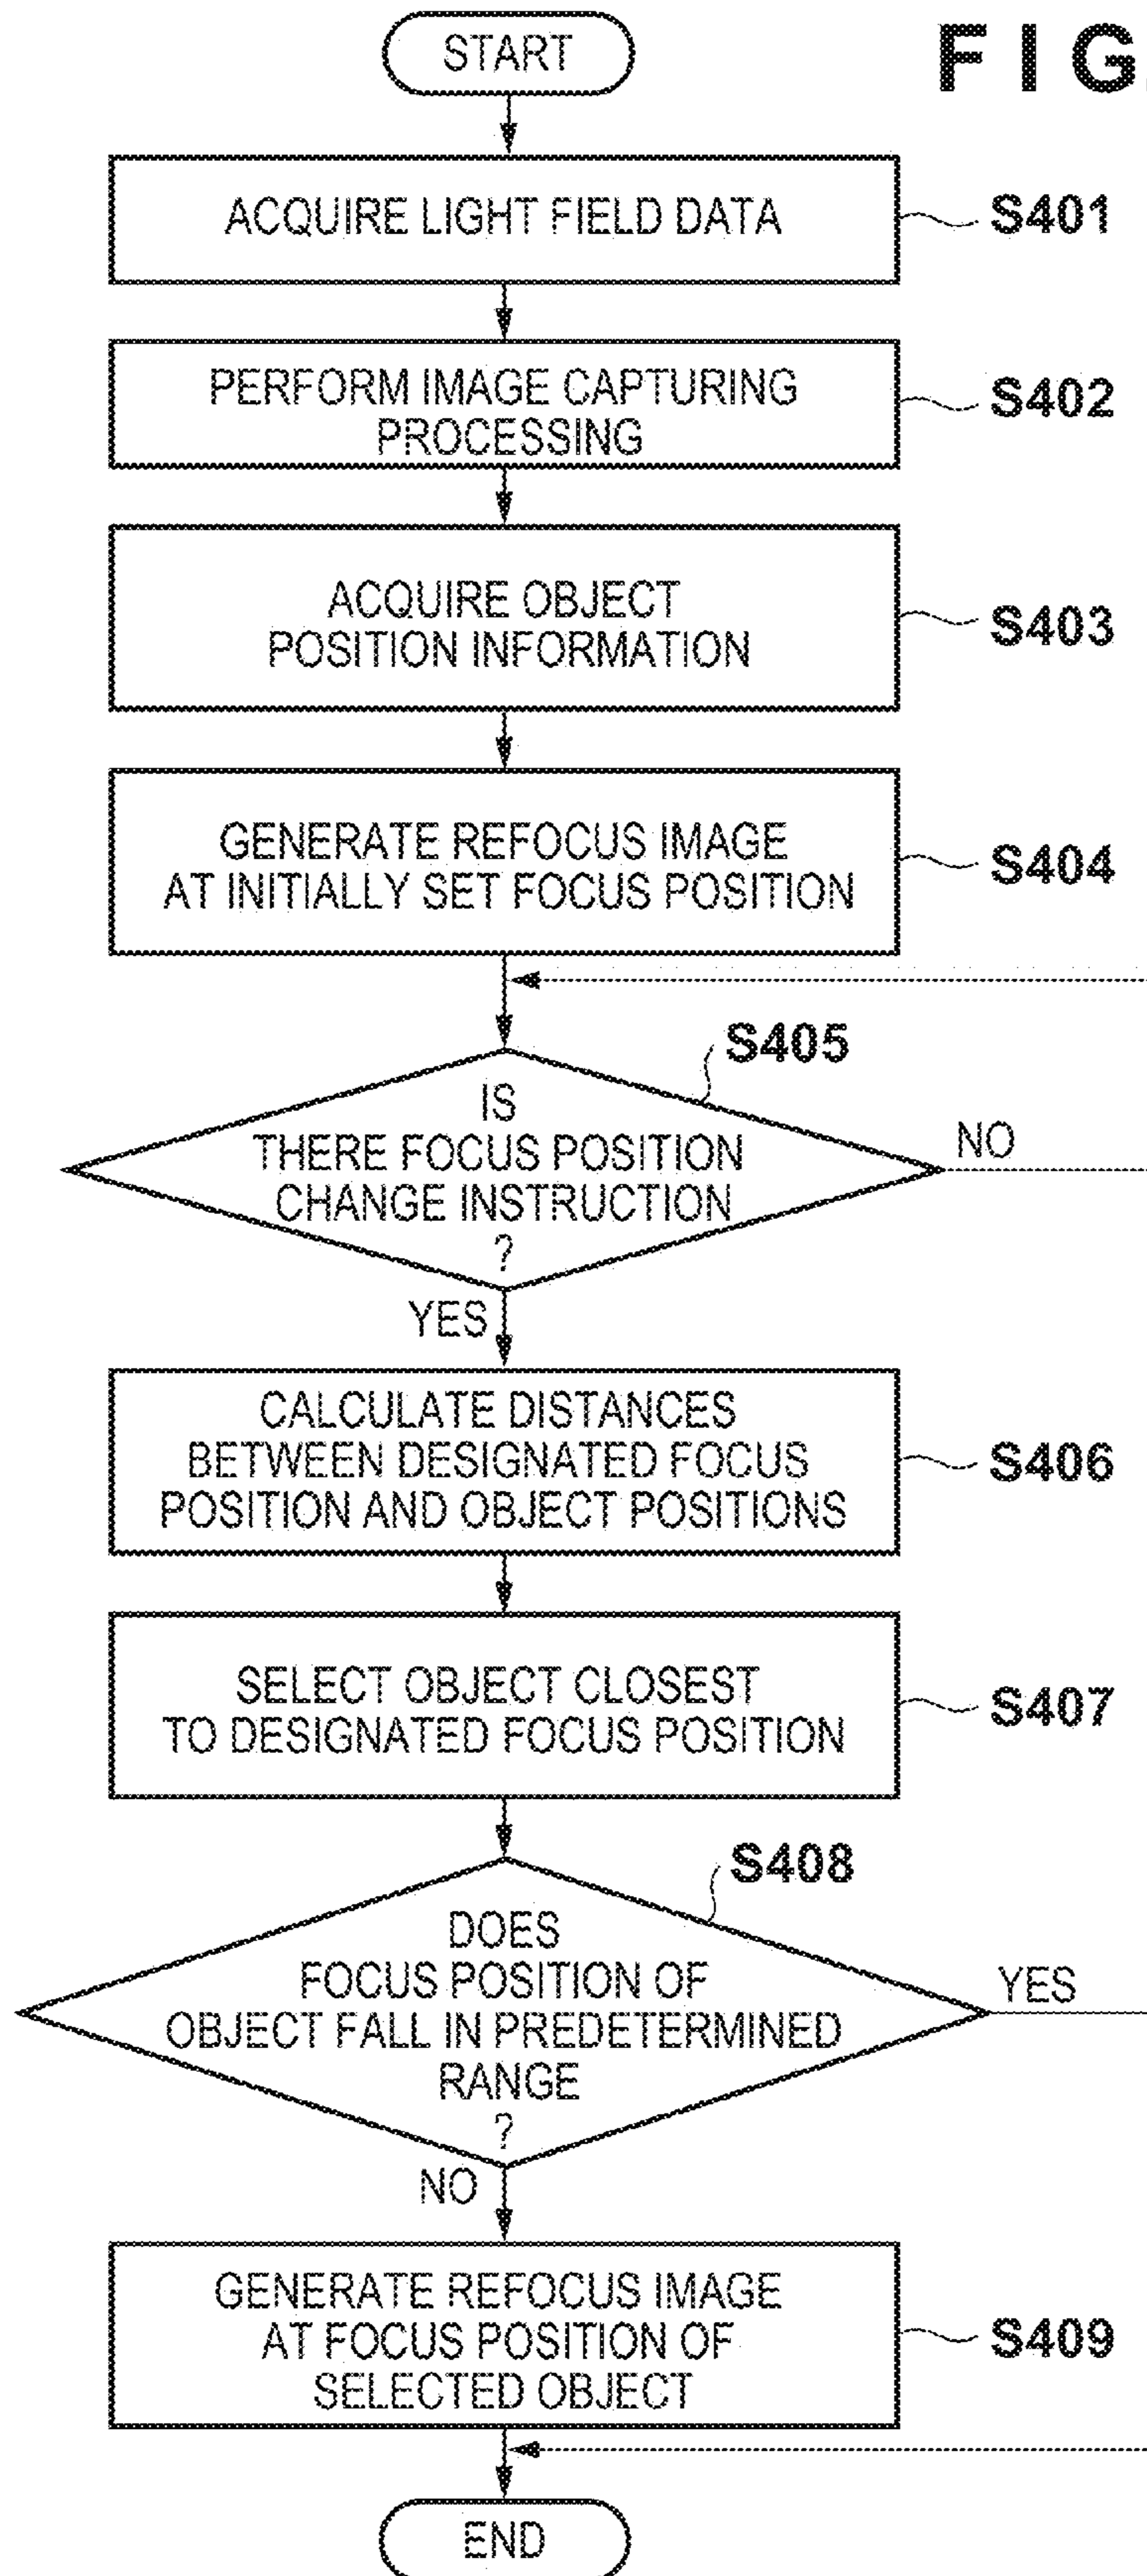 START
FIG.
ACQUIRE LIGHT FIELD DATA
S401
PERFORM IMAGE CAPTURING
PROCESSING
S402
ACQUIRE OBJECT
POSITION INFORMATION
S403
GENERATE REFOCUS IMAGE
AT INITIALLY SET FOCUS POSITION
S404
S405
IS
THERE FOCUS POSITION
CHANGE INSTRUCTION
?
NO
YES
CALCULATE DISTANCES
BETWEEN DESIGNATED FOCUS
POSITION AND OBJECT POSITIONS
S406
SELECT OBJECT CLOSEST
TO DESIGNATED FOCUS POSITION
S407
S408
DOES
FOCUS POSITION OF
OBJECT FALL IN PREDETERMINED
RANGE
?
YES
NO
GENERATE REFOCUS IMAGE
AT FOCUS POSITION OF
SELECTED OBJECT
S409
END